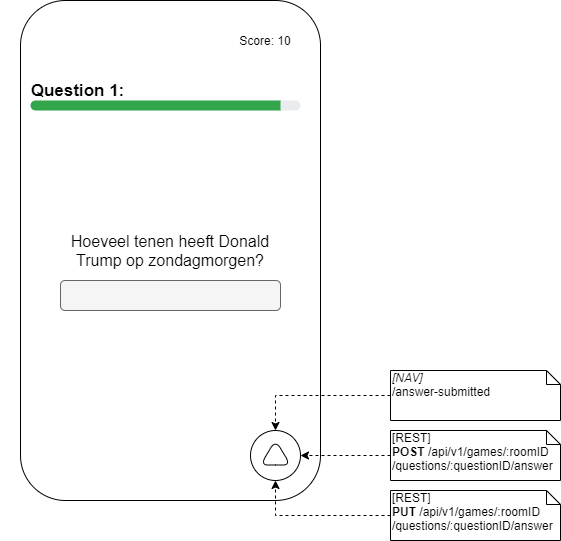 Score: 10
Question 1:
Hoeveel tenen heeft Donald
Trump op zondagmorgen?
[NAV]
/answer-submitted
[REST]
POST /api/v1/games/:roomID
/questions/:questionID/answer
[REST]
PUT /api/v1/games/:roomID
/questions/:questionID/answer